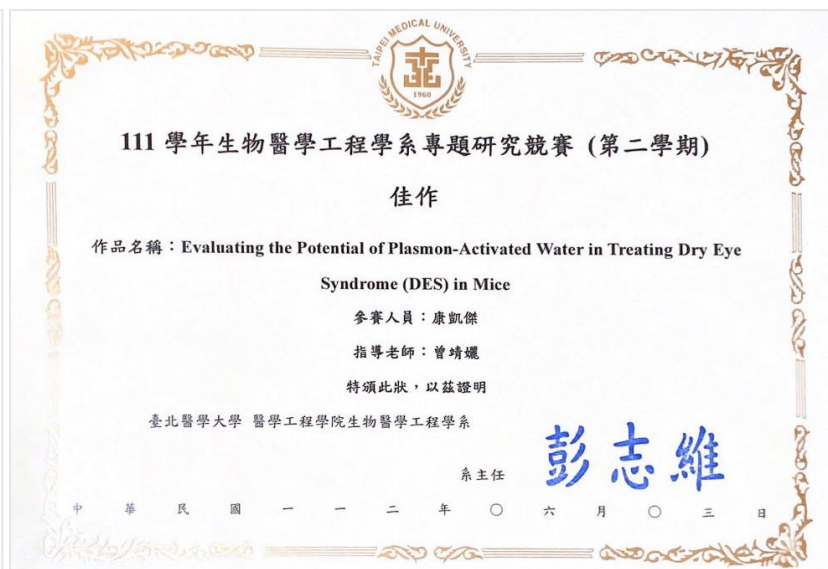 TAIPEI MEDICAL UNIVERSITY
北醫
1960
111 學年生物醫學工程學系專題研究競賽 (第二學期)
佳作
作品名稱：Evaluating the Potential of Plasmon-Activated Water in Treating Dry Eye
Syndrome (DES) in Mice
參賽人員：康凱傑
指導老師：曾靖孋
特頒此狀，以茲證明
臺北醫學大學 醫學工程學院生物醫學工程學系
系主任 彭志維
中華民國一一二年〇六月〇三日